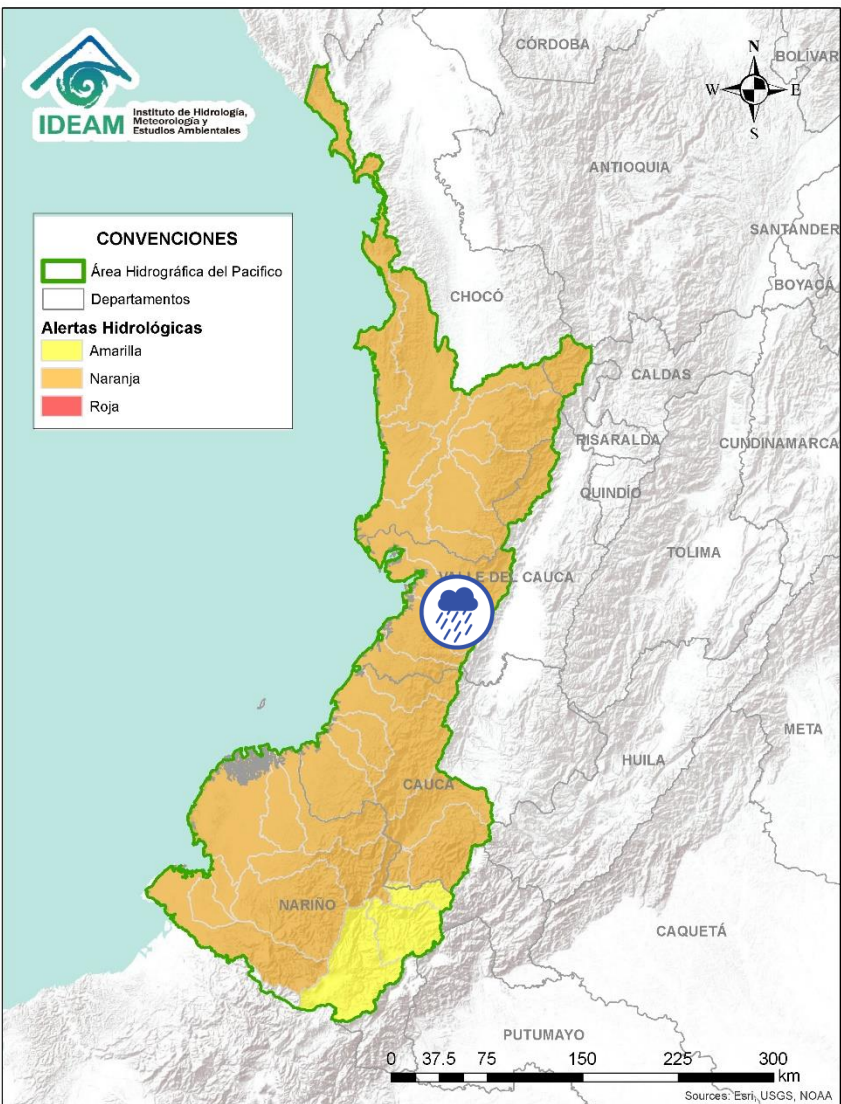 IDEAM
Instituto de Hidrología,
Meteorología y
Estudios Ambientales
N
W
E
S
CÓRDOBA
BOLÍVAR
ANTIOQUIA
SANTANDER
BOYACÁ
CHOCÓ
CALDAS
RISARALDA
CUNDINAMARCA
QUINDÍO
TOLIMA
VALLE DEL CAUCA
META
HUILA
CAUCA
NARIÑO
CAQUETÁ
PUTUMAYO
CONVENCIONES
Área Hidrográfica del Pacifico
Departamentos
Alertas Hidrológicas
Amarilla
Naranja
Roja
0 37.5 75 150 225 300
km
Sources: Esri, USGS, NOAA